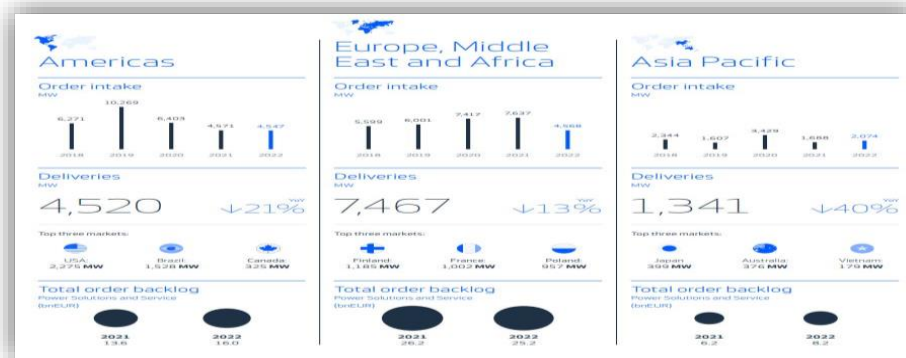 Americas
Order intake
MW
6,271
10,269
6,403
4,571
4,547
2018 2019 2020 2021 2022
Deliveries
MW
4,520
YoY
↓21%
Top three markets:
USA: Brazil: Canada:
2,275 MW 1,528 MW 325 MW
Total order backlog
Power Solutions and Service
(bnEUR)
2021 2022
13.6 16.0
Europe, Middle
East and Africa
Order intake
MW
5,599
6,001
7,417
7,637
4,568
2018 2019 2020 2021 2022
Deliveries
MW
7,467
YoY
↓13%
Top three markets:
Finland: France: Poland:
1,185 MW 1,002 MW 957 MW
Total order backlog
Power Solutions and Service
(bnEUR)
2021 2022
26.2 25.2
Asia Pacific
Order intake
MW
2,344
1,607
3,429
1,688
2,074
2018 2019 2020 2021 2022
Deliveries
MW
1,341
YoY
↓40%
Top three markets:
Japan: Australia: Vietnam:
399 MW 376 MW 179 MW
Total order backlog
Power Solutions and Service
(bnEUR)
2021 2022
6.2 8.2